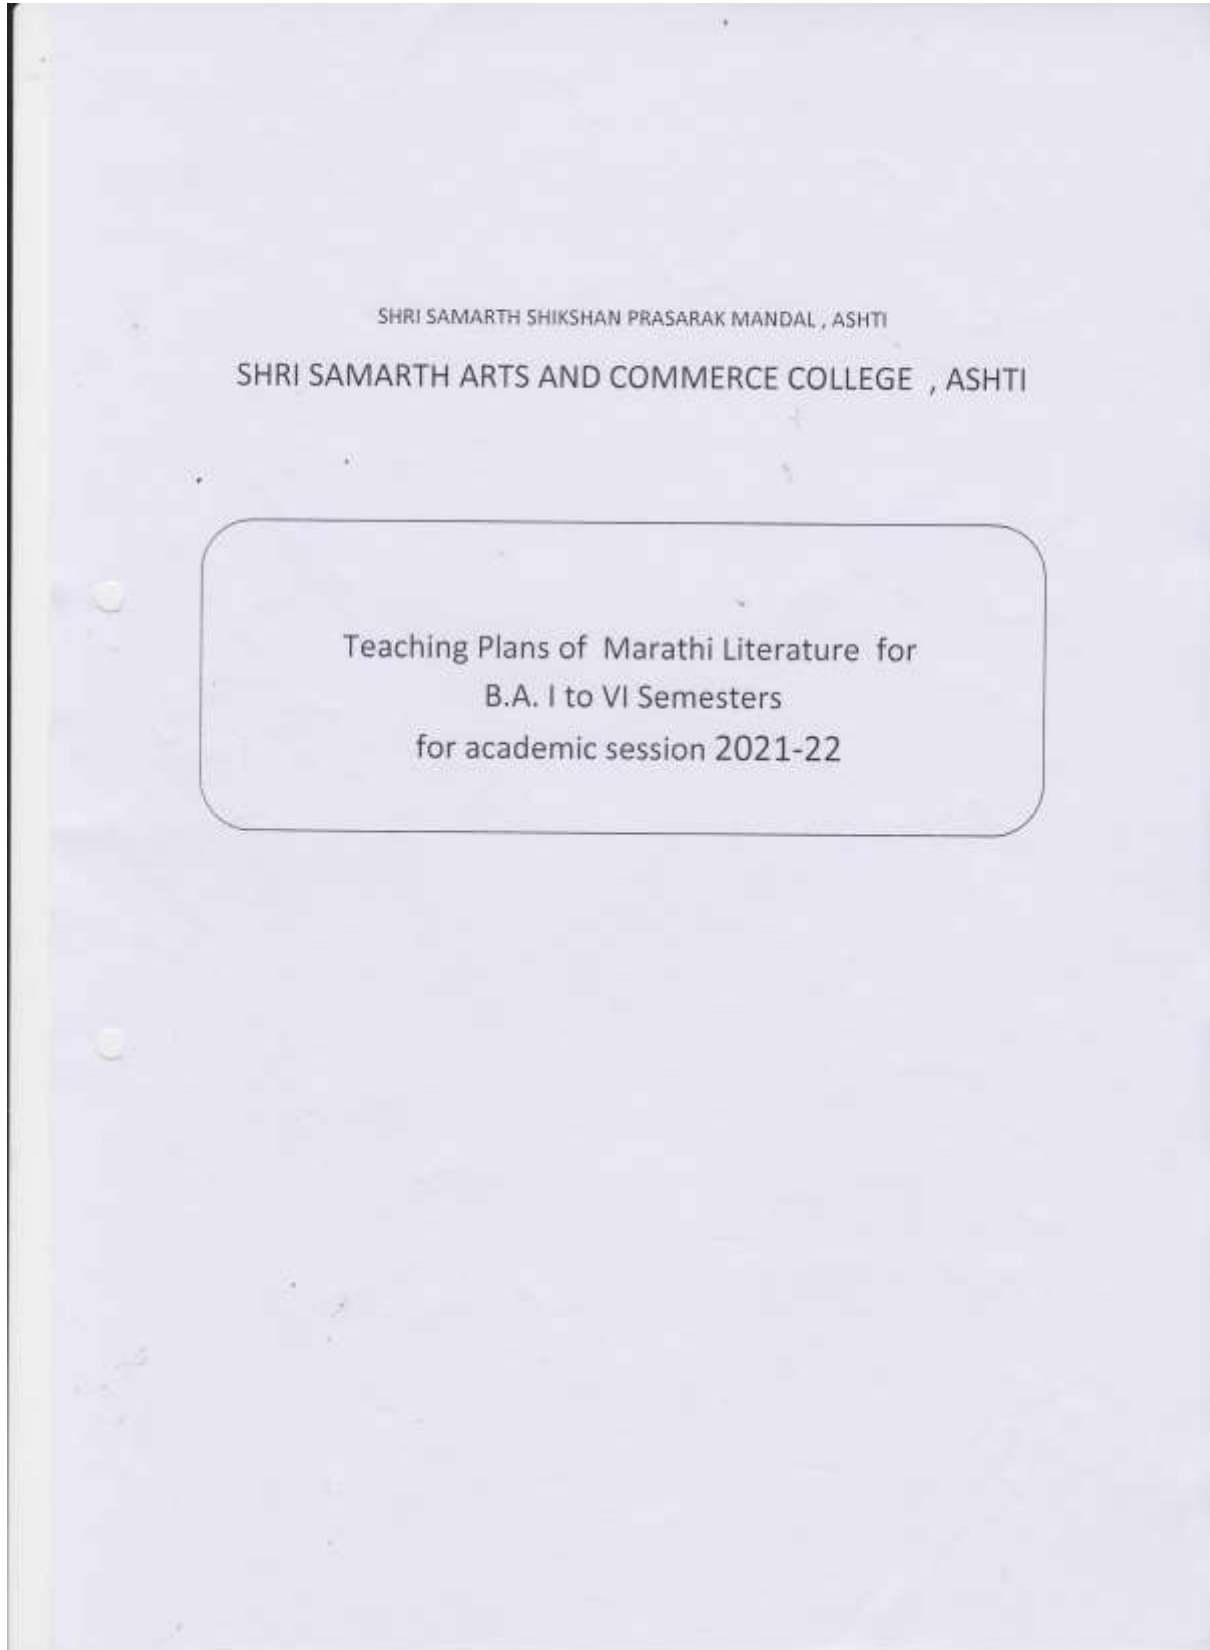 SHRI SAMARTH SHIKSHAN PRASARAK MANDAL , ASHTI
SHRI SAMARTH ARTS AND COMMERCE COLLEGE , ASHTI
Teaching Plans of Marathi Literature for
B.A. I to VI Semesters
for academic session 2021-22